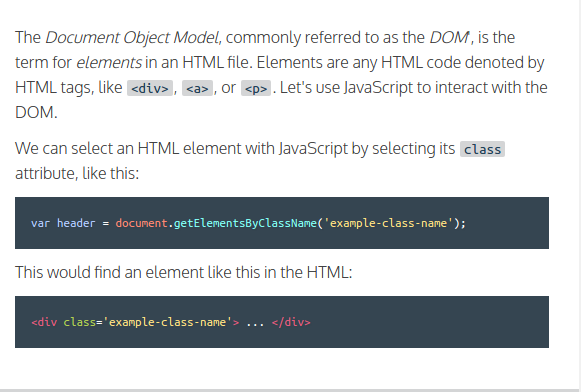 The Document Object Model, commonly referred to as the DOM, is the
term for elements in an HTML file. Elements are any HTML code denoted by
HTML tags, like <div>, <a>, or <p>. Let's use JavaScript to interact with the
DOM.
We can select an HTML element with JavaScript by selecting its class
attribute, like this:
var header = document.getElementsByClassName('example-class-name');
This would find an element like this in the HTML:
<div class='example-class-name'> ... </div>